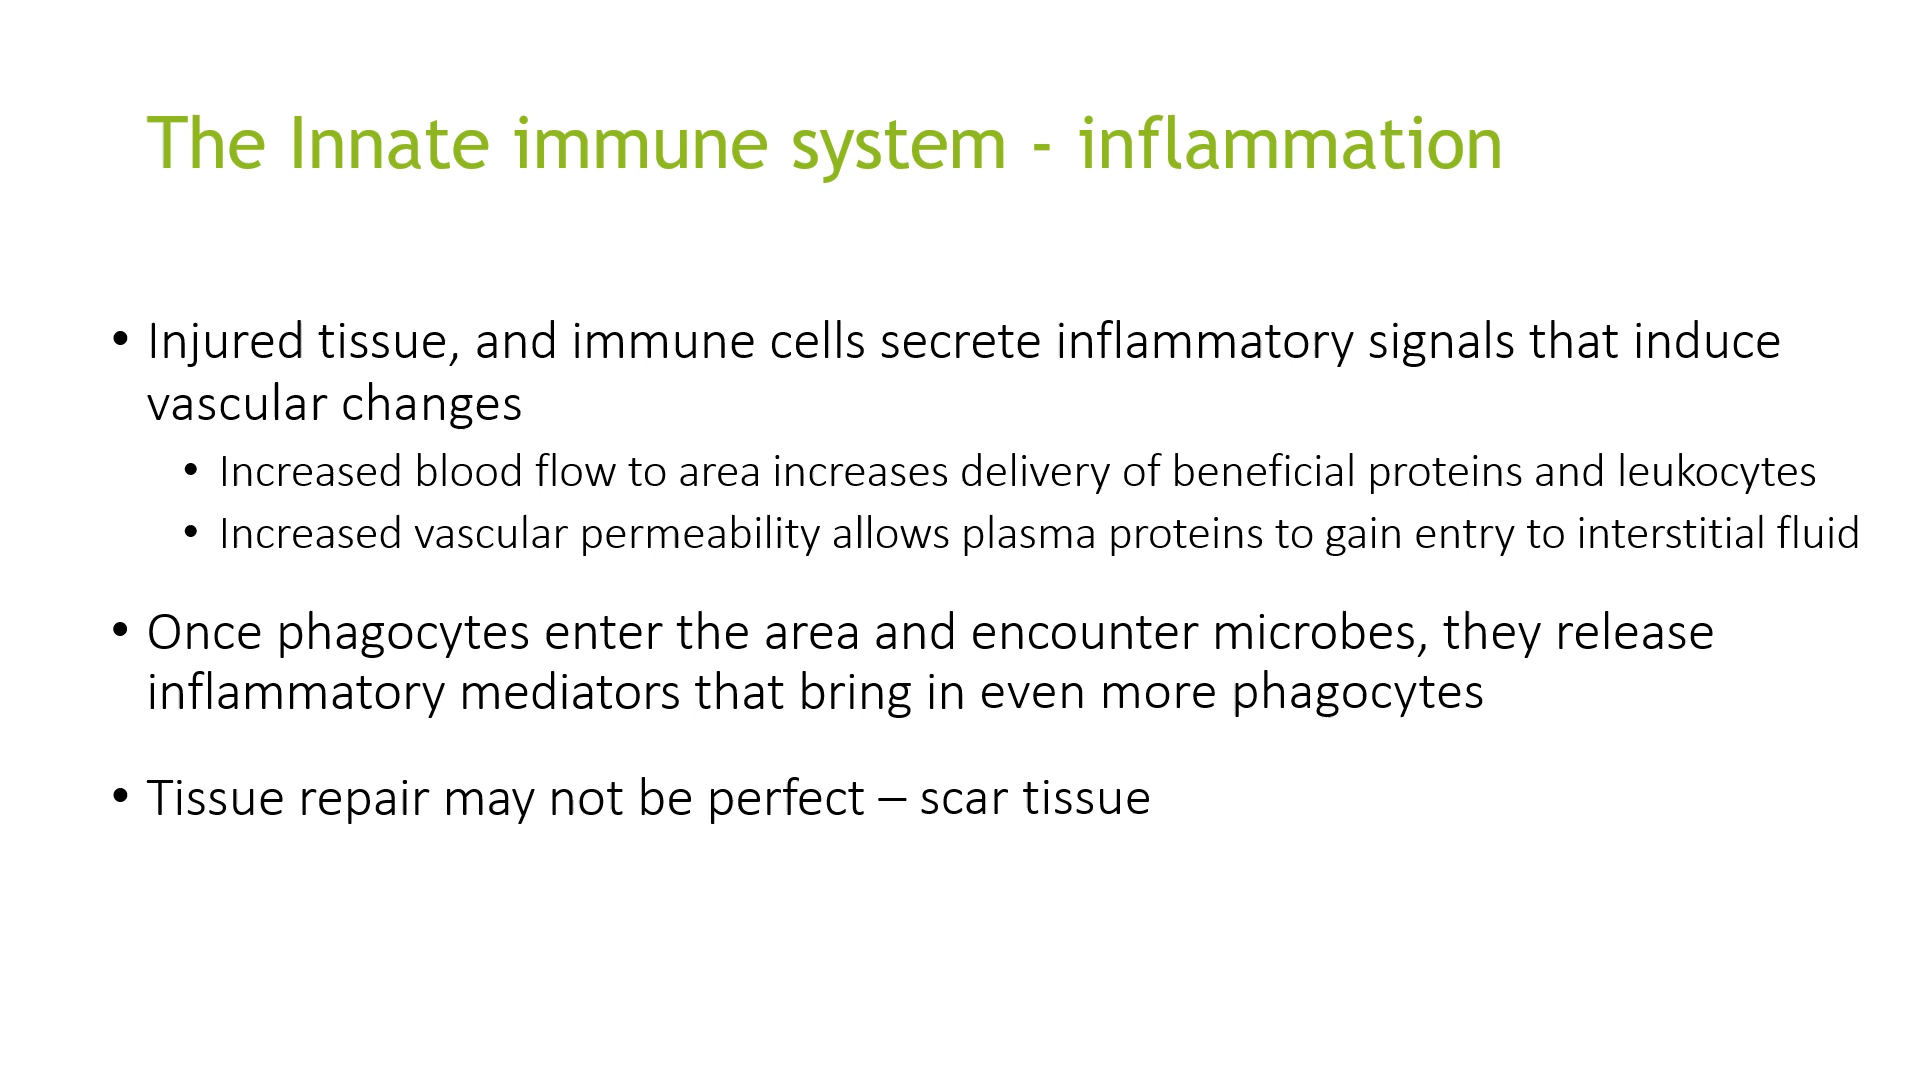 The Innate immune system - inflammation
• Injured tissue, and immune cells secrete inflammatory signals that induce
vascular changes
• Increased blood flow to area increases delivery of beneficial proteins and leukocytes
• Increased vascular permeability allows plasma proteins to gain entry to interstitial fluid
• Once phagocytes enter the area and encounter microbes, they release
inflammatory mediators that bring in even more phagocytes
• Tissue repair may not be perfect – scar tissue